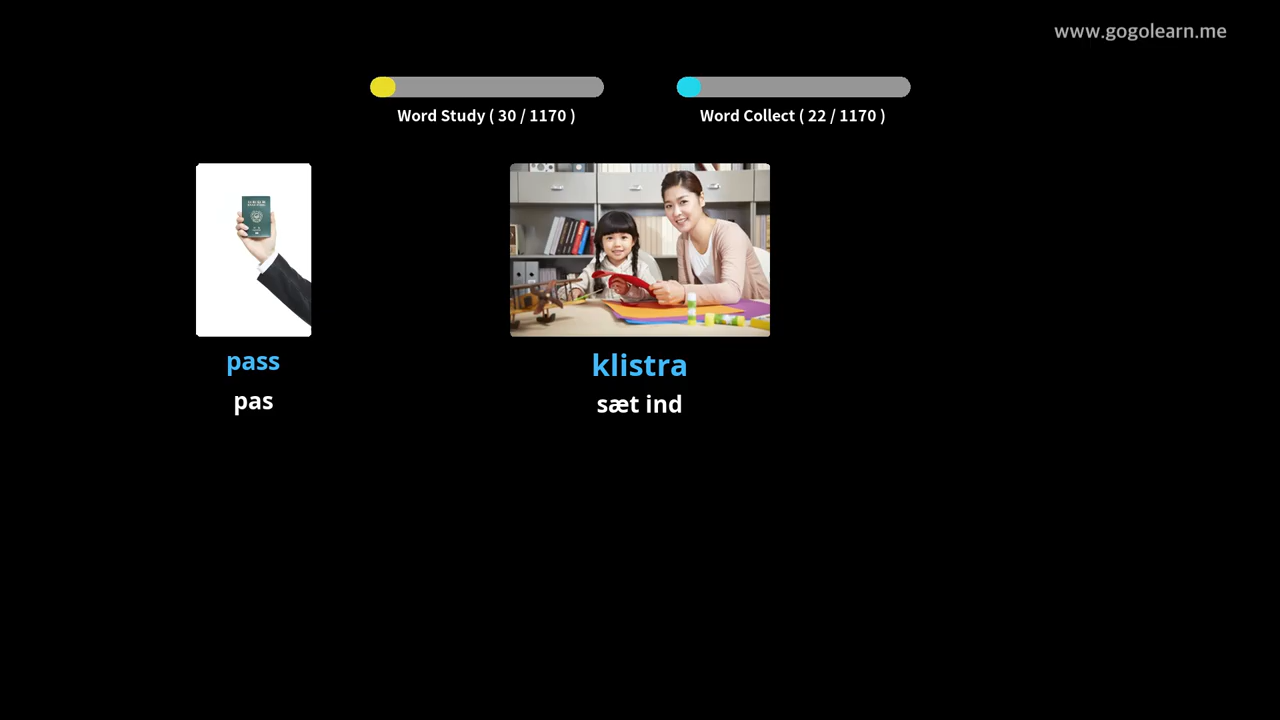 www.gogolearn.me
Word Study ( 30 / 1170 )
Word Collect ( 22 / 1170 )
pass
pas
klistra
sæt ind